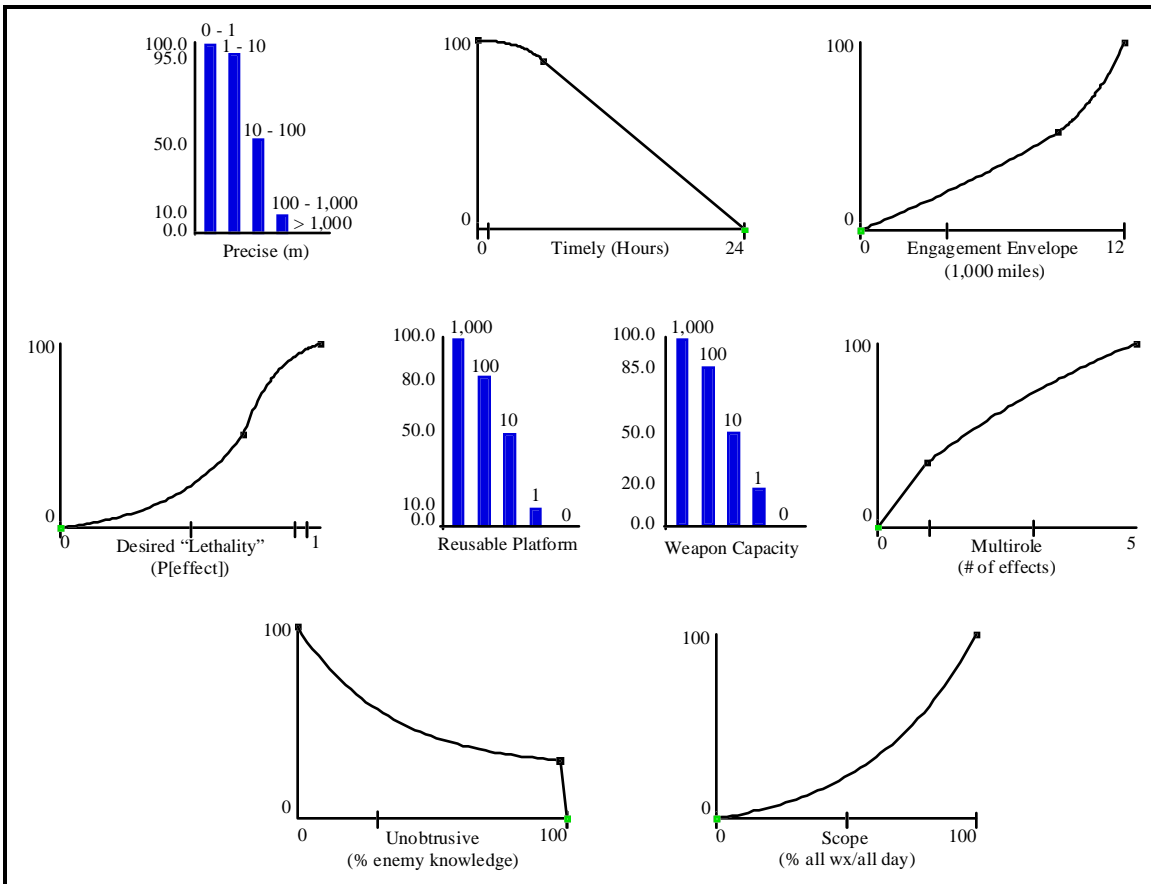 0 - 1
100.0
95.0
1 - 10
10 - 100
50.0
100 - 1,000
10.0
> 1,000
0.0
Precise (m)
100
0
0
24
Timely (Hours)
100
0
0
12
Engagement Envelope
(1,000 miles)
100
0
0
1
Desired “Lethality”
(P[effect])
100.0
1,000
100
80.0
10
50.0
1
10.0
0
0.0
Reusable Platform
100.0
1,000
100
85.0
10
50.0
1
20.0
0
0.0
Weapon Capacity
100
0
0
5
Multirole
(# of effects)
100
0
0
100
Unobtrusive
(% enemy knowledge)
100
0
0
100
Scope
(% all wx/all day)